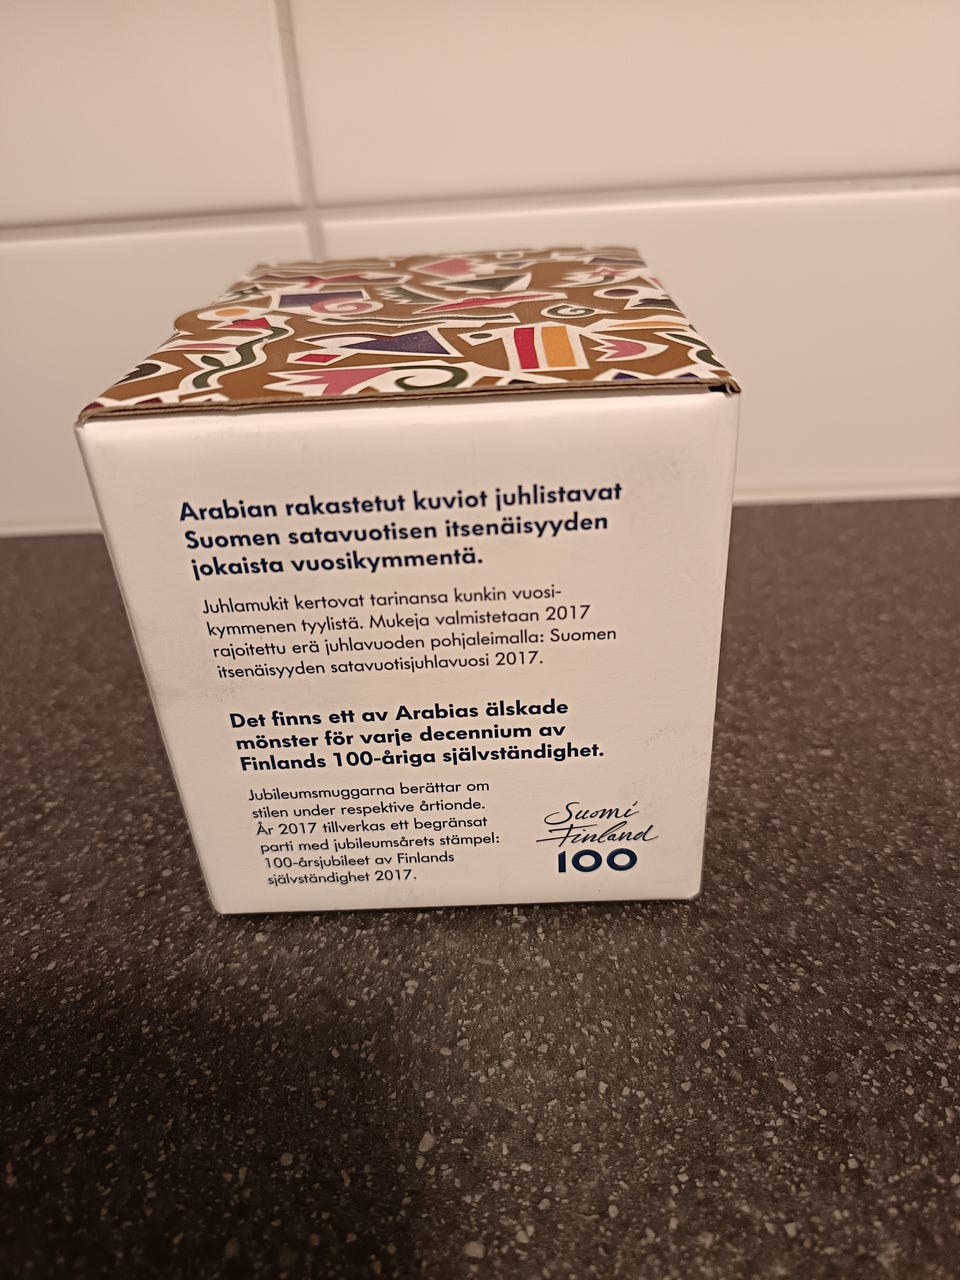 Arabian rakastetut kuviot juhlistavat
Suomen satavuotisen itsenäisyyden
jokaista vuosikymmentä.
Juhlamukit kertovat tarinansa kunkin vuosi-
kymmenen tyylistä. Mukeja valmistetaan 2017
rajoitettu erä juhlavuoden pohjaleimalla: Suomen
itsenäisyyden satavuotisjuhlavuosi 2017.
Det finns ett av Arabias älskade
mönster för varje decennium av
Finlands 100-åriga självständighet.
Jubileumsmuggarna berättar om
stilen under respektive årtionde.
År 2017 tillverkas ett begränsat
parti med jubileumsårets stämpel:
100-årsjubileet av Finlands
självständighet 2017.
Suomi
Finland
100